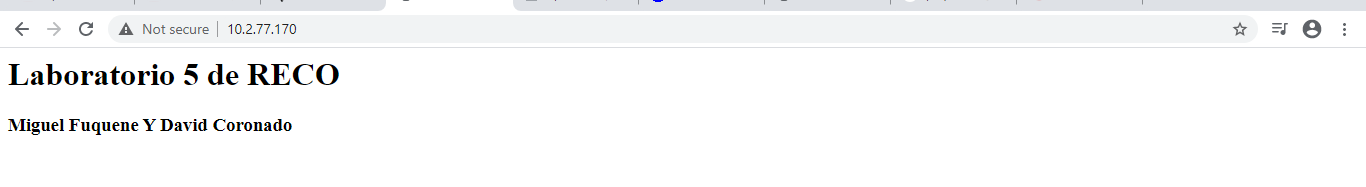 Not secure | 10.2.77.170
Laboratorio 5 de RECO
Miguel Fuquene Y David Coronado